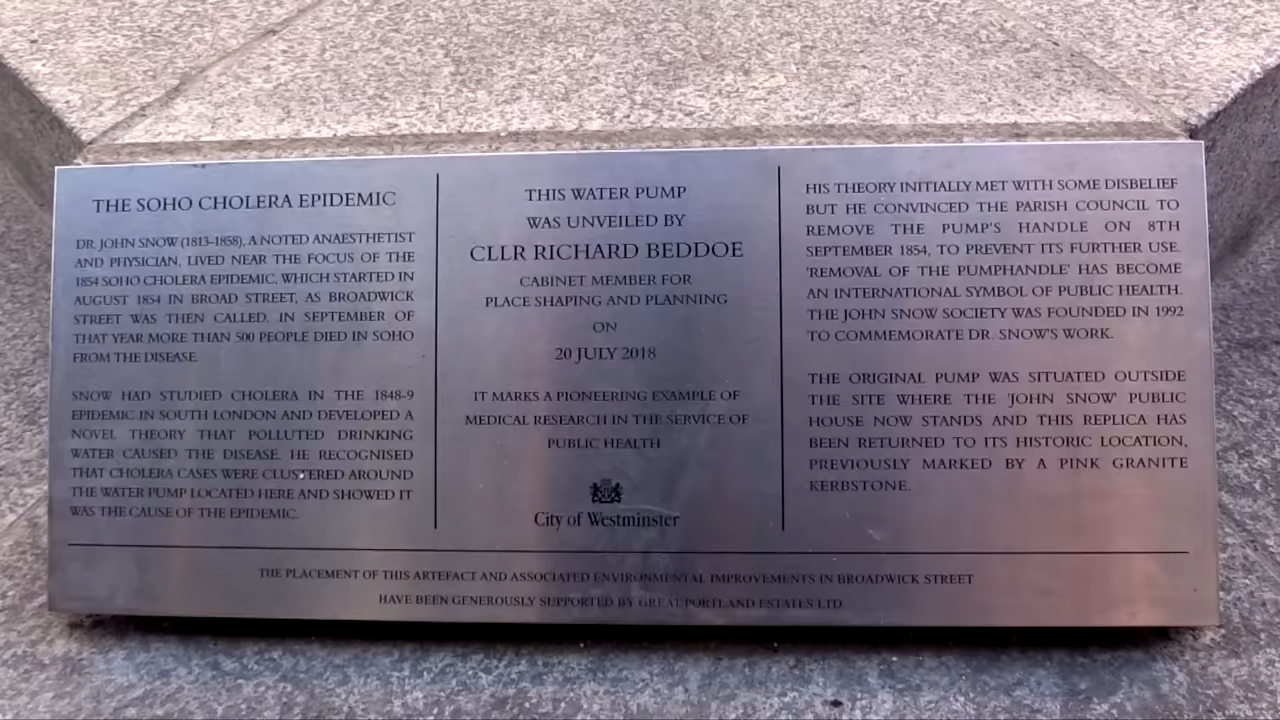 THE SOHO CHOLERA EPIDEMIC
DR. JOHN SNOW (1813-1858), A NOTED ANAESTHETIST
AND PHYSICIAN, LIVED NEAR THE FOCUS OF THE
1854 SOHO CHOLERA EPIDEMIC, WHICH STARTED IN
AUGUST 1854 IN BROAD STREET, AS BROADWICK
STREET WAS THEN CALLED. IN SEPTEMBER OF
THAT YEAR MORE THAN 500 PEOPLE DIED IN SOHO
FROM THE DISEASE.
SNOW HAD STUDIED CHOLERA IN THE 1848-9
EPIDEMIC IN SOUTH LONDON AND DEVELOPED A
NOVEL THEORY THAT POLLUTED DRINKING
WATER CAUSED THE DISEASE. HE RECOGNISED
THAT CHOLERA CASES WERE CLUSTERED AROUND
THE WATER PUMP LOCATED HERE AND SHOWED IT
WAS THE CAUSE OF THE EPIDEMIC.
THIS WATER PUMP
WAS UNVEILED BY
CLLR RICHARD BEDDOE
CABINET MEMBER FOR
PLACE SHAPING AND PLANNING
ON
20 JULY 2018
IT MARKS A PIONEERING EXAMPLE OF
MEDICAL RESEARCH IN THE SERVICE OF
PUBLIC HEALTH
City of Westminster
HIS THEORY INITIALLY MET WITH SOME DISBELIEF
BUT HE CONVINCED THE PARISH COUNCIL TO
REMOVE THE PUMP'S HANDLE ON 8TH
SEPTEMBER 1854, TO PREVENT ITS FURTHER USE.
'REMOVAL OF THE PUMPHANDLE' HAS BECOME
AN INTERNATIONAL SYMBOL OF PUBLIC HEALTH.
THE JOHN SNOW SOCIETY WAS FOUNDED IN 1992
TO COMMEMORATE DR. SNOW'S WORK.
THE ORIGINAL PUMP WAS SITUATED OUTSIDE
THE SITE WHERE THE 'JOHN SNOW' PUBLIC
HOUSE NOW STANDS AND THIS REPLICA HAS
BEEN RETURNED TO ITS HISTORIC LOCATION,
PREVIOUSLY MARKED BY A PINK GRANITE
KERBSTONE.
THE PLACEMENT OF THIS ARTEFACT AND ASSOCIATED ENVIRONMENTAL IMPROVEMENTS IN BROADWICK STREET
HAVE BEEN GENEROUSLY SUPPORTED BY GREAT PORTLAND ESTATES LTD